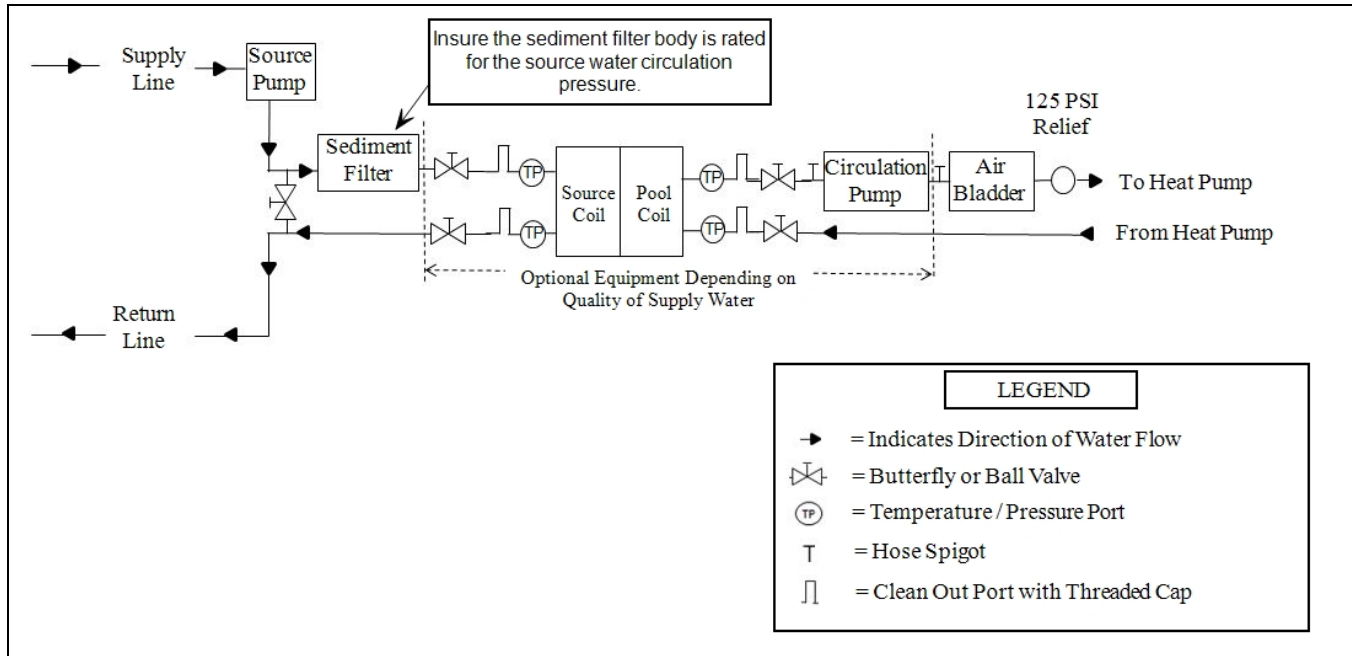 Supply
Line
Source
Pump
Insure the sediment filter body is rated
for the source water circulation
pressure.
125 PSI
Relief
Sediment
Filter
TP
TP
Source
Coil
Pool
Coil
TP
TP
Circulation
Pump
Air
Bladder
To Heat Pump
From Heat Pump
Optional Equipment Depending on
Quality of Supply Water
Return
Line
LEGEND
= Indicates Direction of Water Flow
= Butterfly or Ball Valve
TP = Temperature / Pressure Port
= Hose Spigot
= Clean Out Port with Threaded Cap